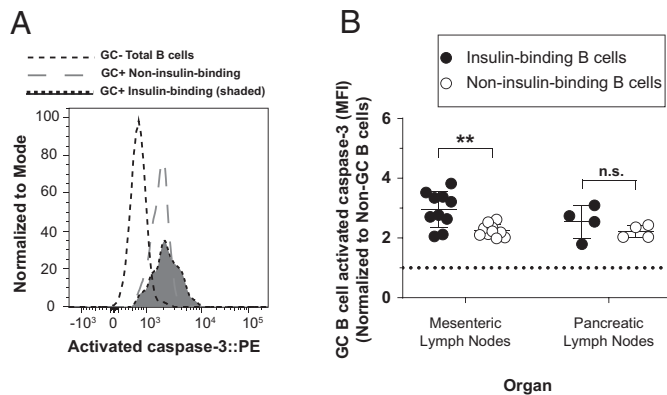 A
GC- Total B cells
GC+ Non-insulin-binding
GC+ Insulin-binding (shaded)
Normalized to Mode
100
80
60
40
20
0
-10³ 0 10³ 10⁴ 10⁵
Activated caspase-3::PE
B
Insulin-binding B cells
Non-insulin-binding B cells
GC B cell activated caspase-3 (MFI)
(Normalized to Non-GC B cells)
6
4
2
0
**
n.s.
Mesenteric Pancreatic
Lymph Nodes Lymph Nodes
Organ